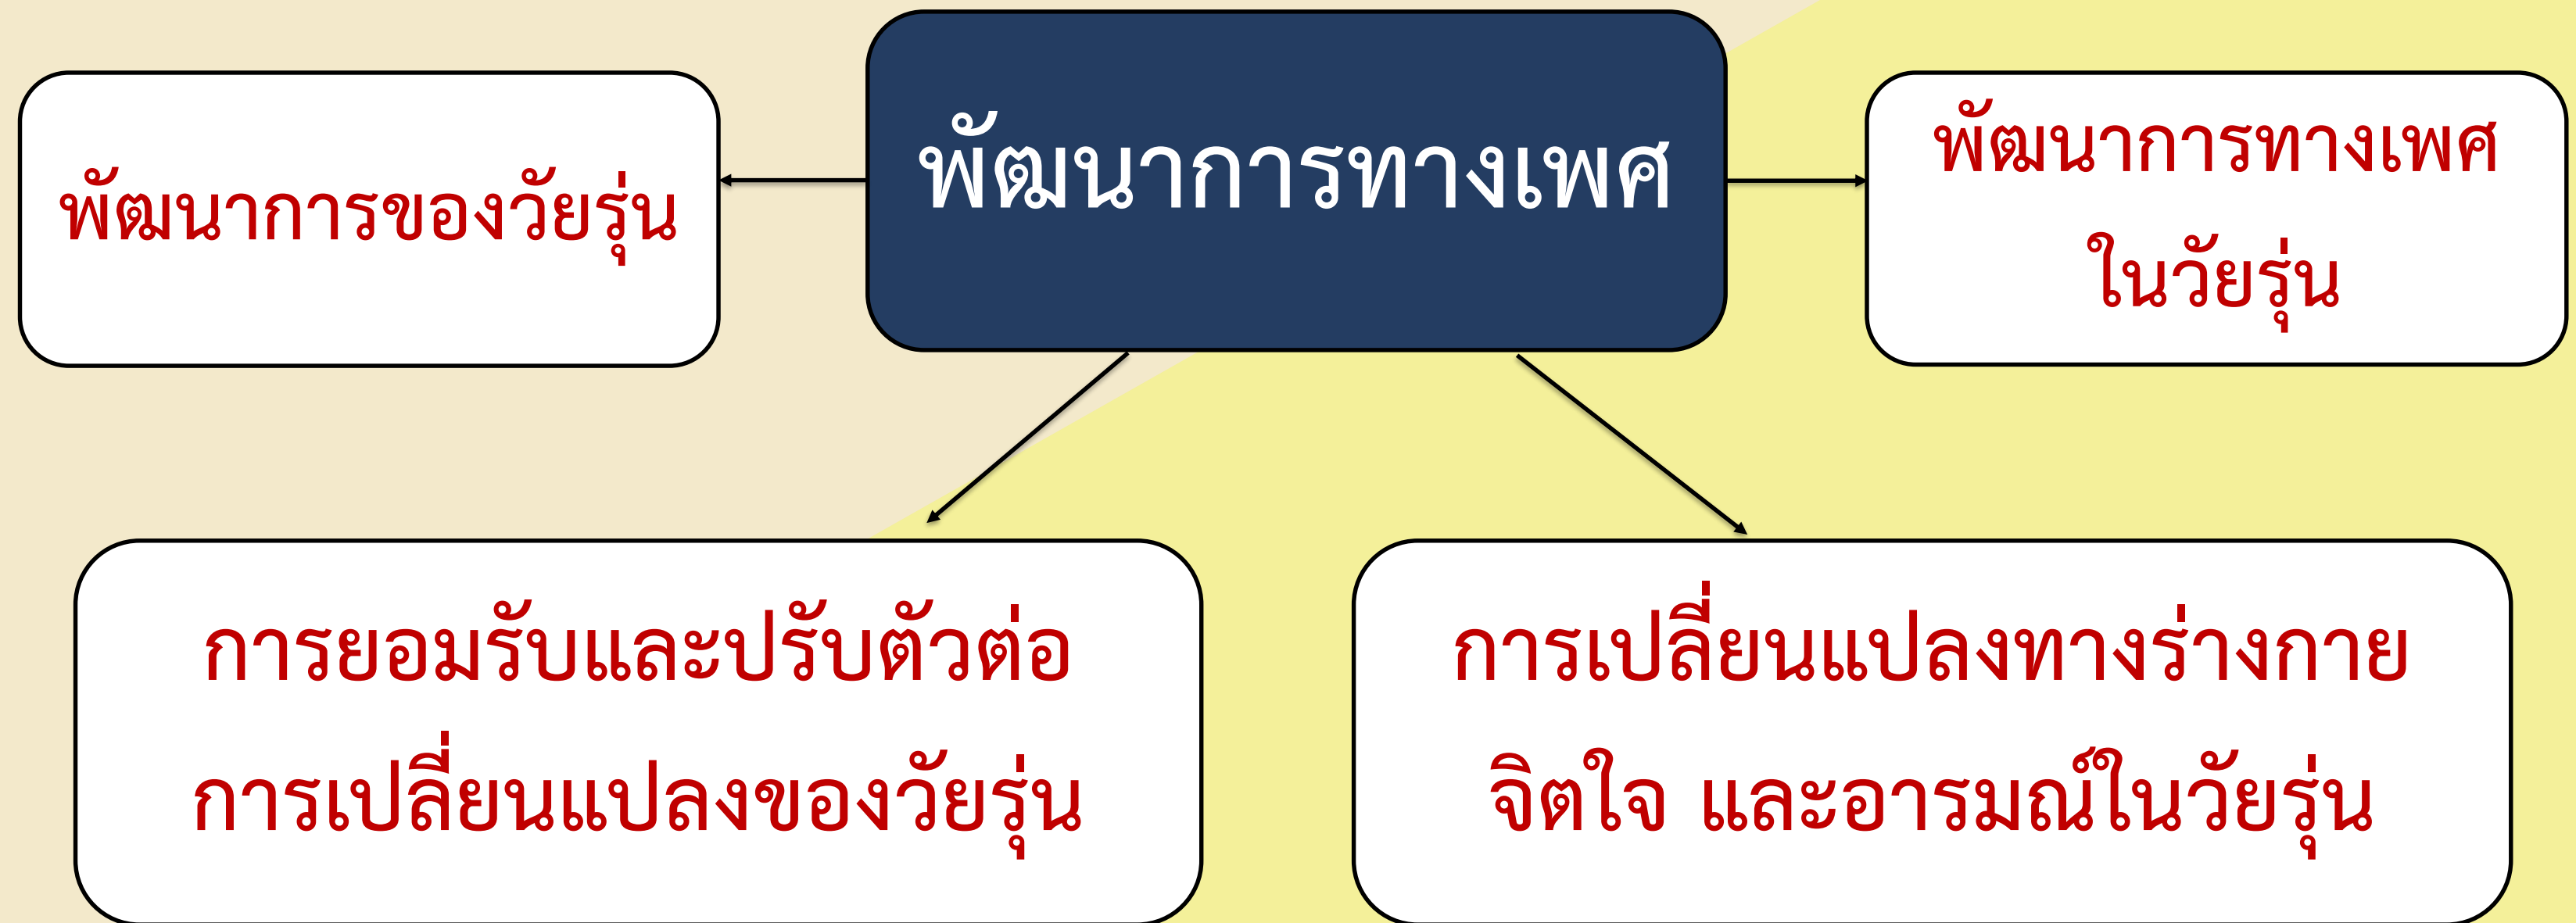 พัฒนาการของวัยรุ่น
พัฒนาการทางเพศ
พัฒนาการทางเพศ
ในวัยรุ่น
การยอมรับและปรับตัวต่อ
การเปลี่ยนแปลงของวัยรุ่น
การเปลี่ยนแปลงทางร่างกาย
จิตใจ และอารมณ์ในวัยรุ่น